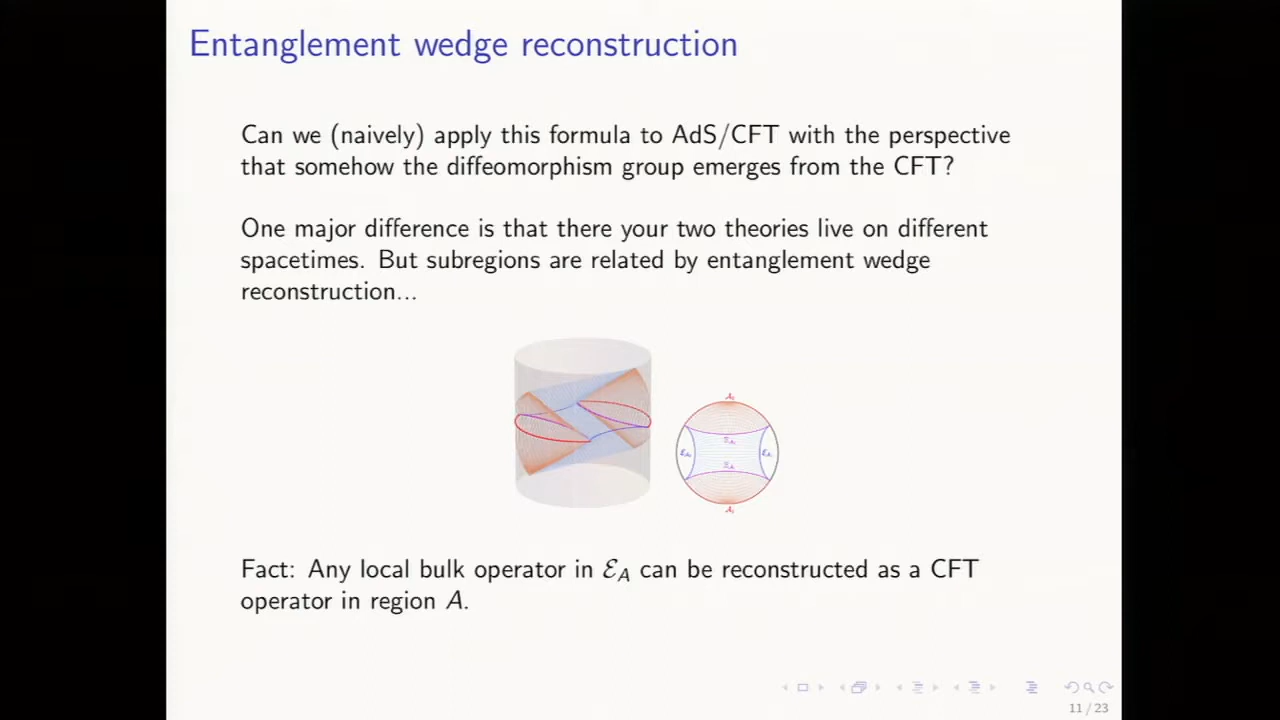 Entanglement wedge reconstruction
Can we (naively) apply this formula to AdS/CFT with the perspective
that somehow the diffeomorphism group emerges from the CFT?
One major difference is that there your two theories live on different
spacetimes. But subregions are related by entanglement wedge
reconstruction...
Fact: Any local bulk operator in ℰ_A can be reconstructed as a CFT
operator in region A.
11 / 23